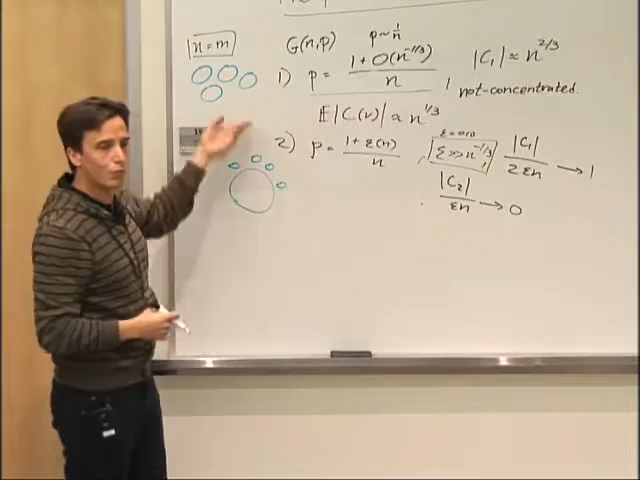 n = m
G(n,p) p ~ 1/n
1) p = 1 + O(n^{-1/3}) / n |C_1| ≈ n^{2/3}
not-concentrated.
E|C(v)| ≈ n^{1/3}
2) p = 1 + ε(n) / n ε = o(1) ε >> n^{-1/3} |C_1| / 2εn → 1
|C_2| / εn → 0